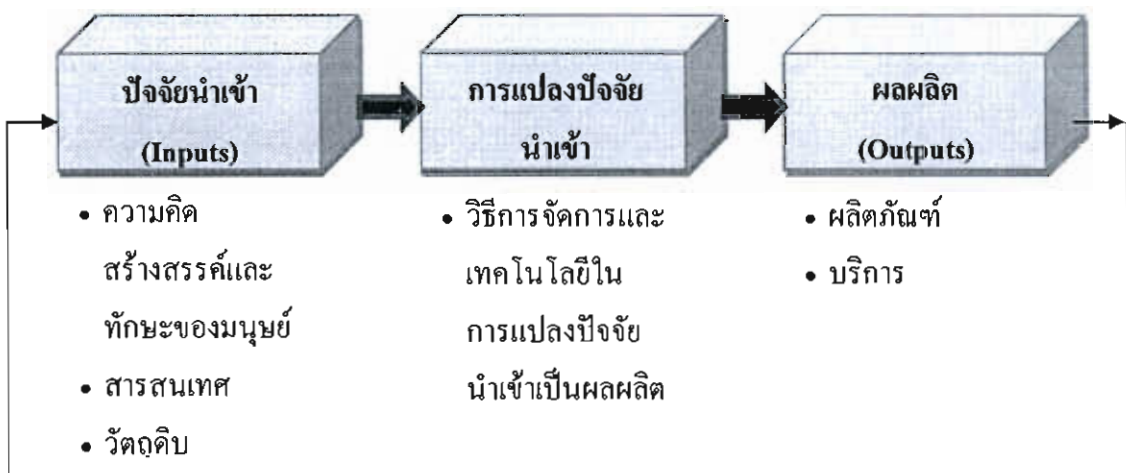 ปัจจัยนำเข้า
(Inputs)
การแปลงปัจจัย
นำเข้า
ผลผลิต
(Outputs)
• ความคิด
สร้างสรรค์และ
ทักษะของมนุษย์
• สารสนเทศ
• วัตถุดิบ
• วิธีการจัดการและ
เทคโนโลยีใน
การแปลงปัจจัย
นำเข้าเป็นผลผลิต
• ผลิตภัณฑ์
• บริการ